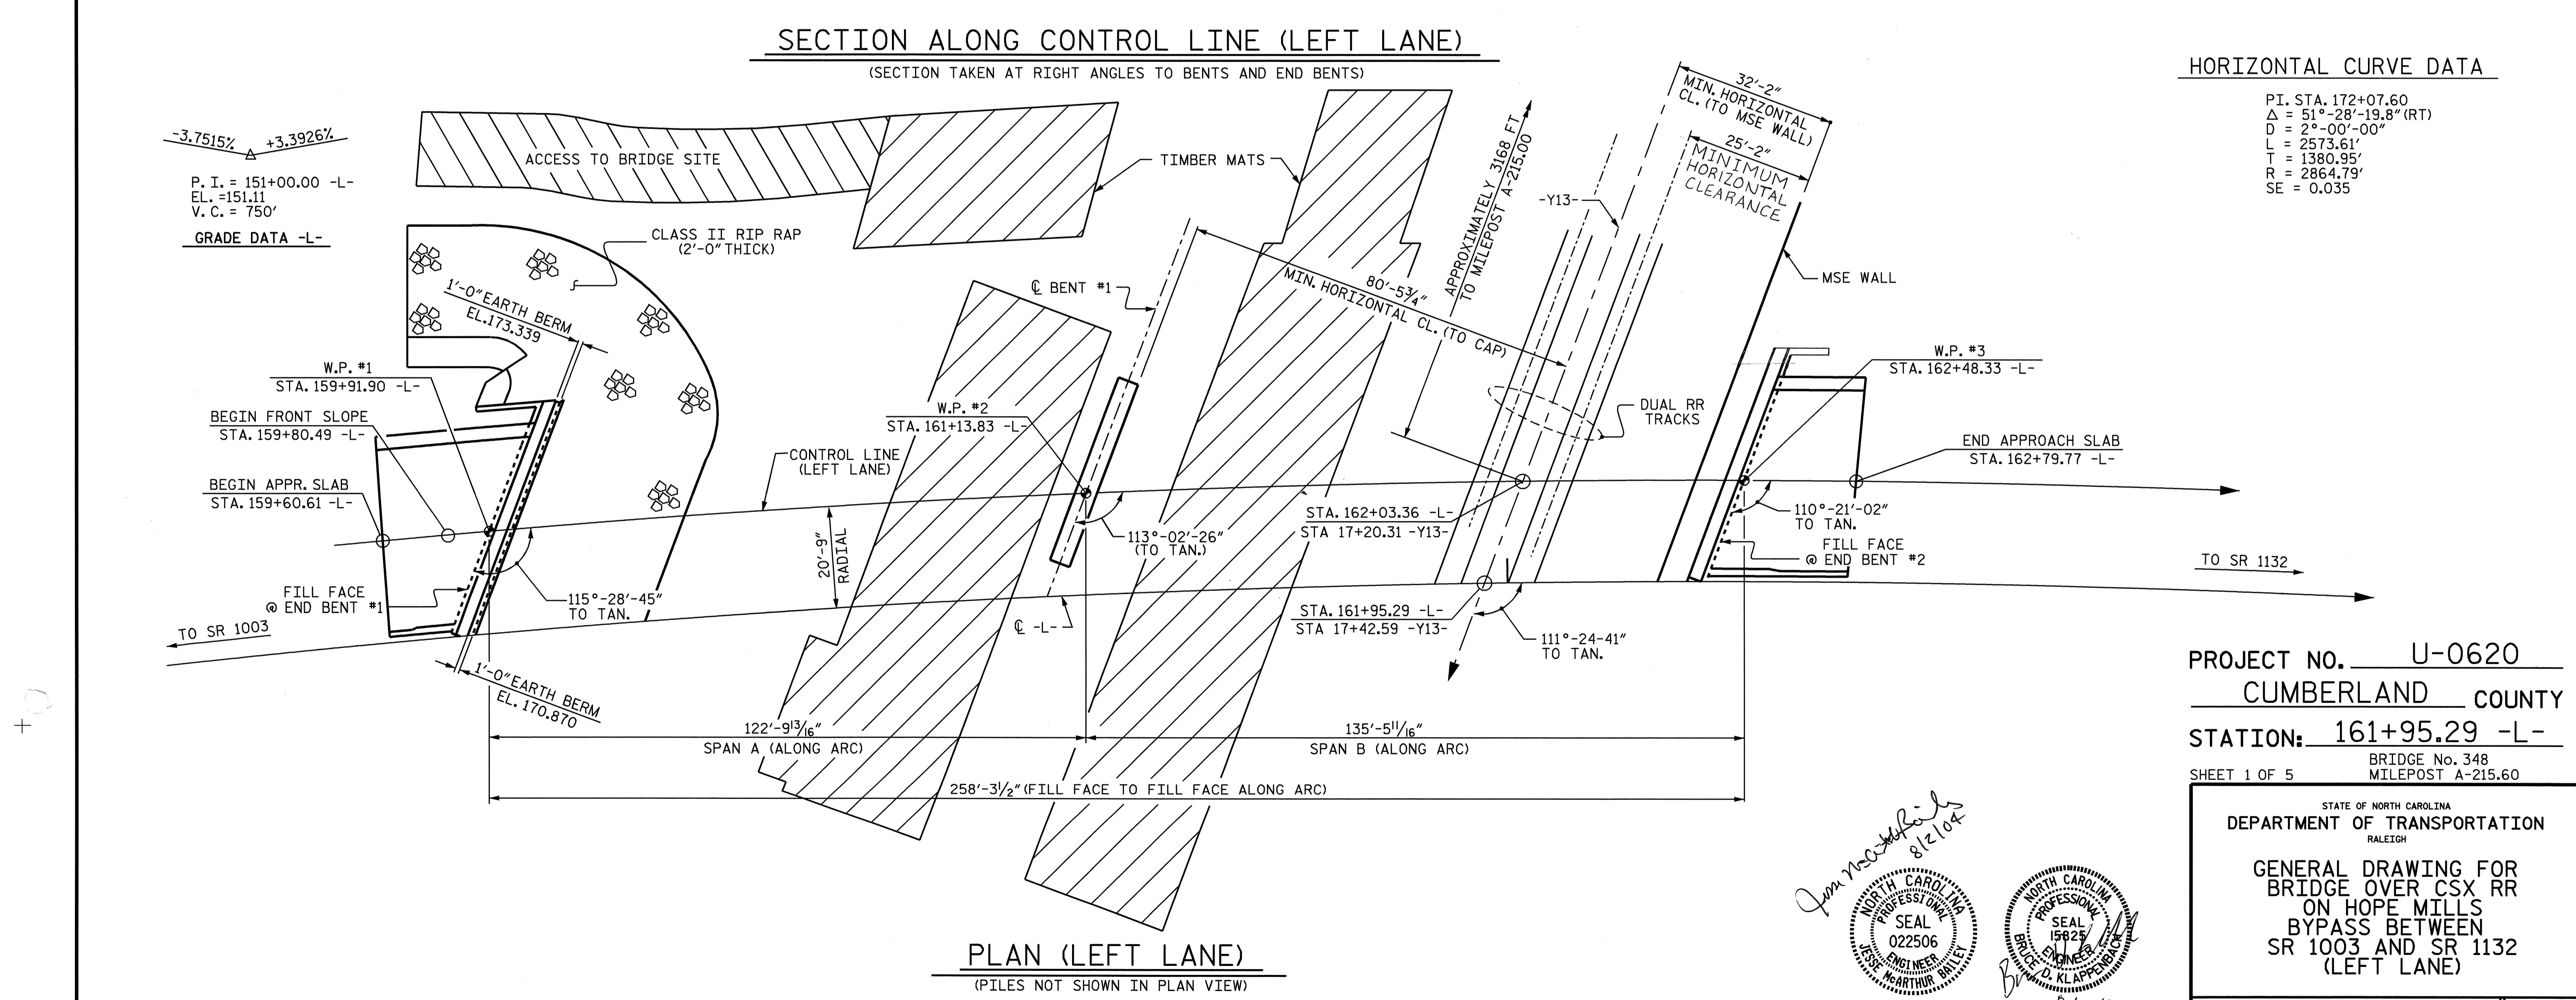 SECTION ALONG CONTROL LINE (LEFT LANE)
(SECTION TAKEN AT RIGHT ANGLES TO BENTS AND END BENTS)
HORIZONTAL CURVE DATA
PI. STA. 172+07.60
Δ = 51°-28'-19.8"(RT)
D = 2°-00'-00"
L = 2573.61'
T = 1380.95'
R = 2864.79'
SE = 0.035
-3.7515% +3.3926%
P. I. = 151+00.00 -L-
EL. =151.11
V. C. = 750'
GRADE DATA -L-
ACCESS TO BRIDGE SITE
TIMBER MATS
CLASS II RIP RAP
(2'-0" THICK)
1'-0" EARTH BERM
EL. 173.339
℄ BENT #1
80'-5¾"
MIN. HORIZONTAL CL. (TO CAP)
APPROXIMATELY 3168 FT
TO MILEPOST A-215.00
-Y13-
32'-2"
MIN. HORIZONTAL
CL. (TO MSE WALL)
25'-2"
MINIMUM
HORIZONTAL
CLEARANCE
MSE WALL
W.P. #1
STA. 159+91.90 -L-
BEGIN FRONT SLOPE
STA. 159+80.49 -L-
BEGIN APPR. SLAB
STA. 159+60.61 -L-
CONTROL LINE
(LEFT LANE)
W.P. #2
STA. 161+13.83 -L-
DUAL RR
TRACKS
W.P. #3
STA. 162+48.33 -L-
END APPROACH SLAB
STA. 162+79.77 -L-
STA. 162+03.36 -L-
STA 17+20.31 -Y13-
110°-21'-02"
TO TAN.
FILL FACE
@ END BENT #2
TO SR 1132
113°-02'-26"
(TO TAN.)
20'-9"
RADIAL
FILL FACE
@ END BENT #1
115°-28'-45"
TO TAN.
TO SR 1003
℄ -L-
STA. 161+95.29 -L-
STA 17+42.59 -Y13-
111°-24-41"
TO TAN.
1'-0" EARTH BERM
EL. 170.870
122'-9 13/16"
SPAN A (ALONG ARC)
135'-5 11/16"
SPAN B (ALONG ARC)
258'-3½" (FILL FACE TO FILL FACE ALONG ARC)
PLAN (LEFT LANE)
(PILES NOT SHOWN IN PLAN VIEW)
PROJECT NO. U-0620
CUMBERLAND COUNTY
STATION: 161+95.29 -L-
BRIDGE No. 348
SHEET 1 OF 5 MILEPOST A-215.60
STATE OF NORTH CAROLINA
DEPARTMENT OF TRANSPORTATION
RALEIGH
GENERAL DRAWING FOR
BRIDGE OVER CSX RR
ON HOPE MILLS
BYPASS BETWEEN
SR 1003 AND SR 1132
(LEFT LANE)
8/2/04
NORTH CAROLINA
PROFESSIONAL
SEAL
022506
ENGINEER
JESSE McARTHUR BAILEY
NORTH CAROLINA
PROFESSIONAL
SEAL
15825
ENGINEER
BRUCE D. KLAPPENBACH